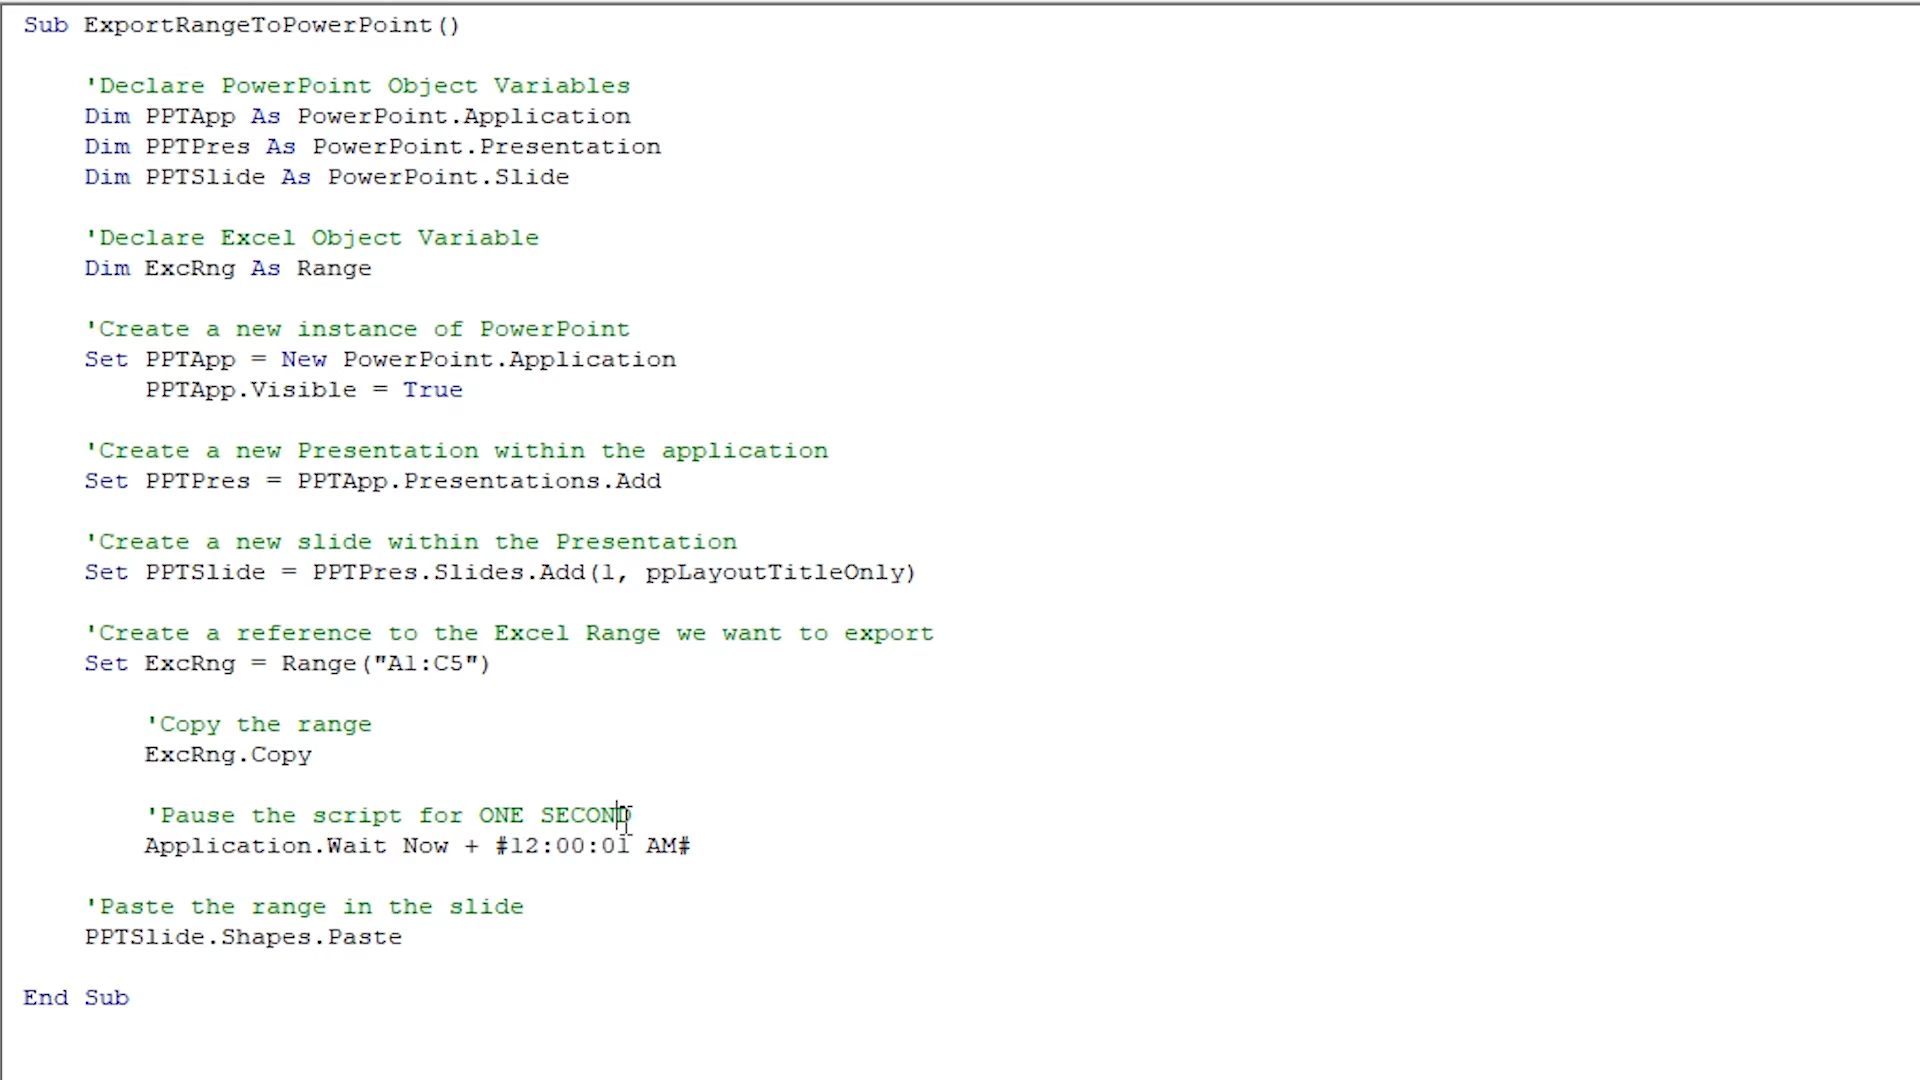 Sub ExportRangeToPowerPoint()
'Declare PowerPoint Object Variables
Dim PPTApp As PowerPoint.Application
Dim PPTPres As PowerPoint.Presentation
Dim PPTSlide As PowerPoint.Slide
'Declare Excel Object Variable
Dim ExcRng As Range
'Create a new instance of PowerPoint
Set PPTApp = New PowerPoint.Application
PPTApp.Visible = True
'Create a new Presentation within the application
Set PPTPres = PPTApp.Presentations.Add
'Create a new slide within the Presentation
Set PPTSlide = PPTPres.Slides.Add(1, ppLayoutTitleOnly)
'Create a reference to the Excel Range we want to export
Set ExcRng = Range("A1:C5")
'Copy the range
ExcRng.Copy
'Pause the script for ONE SECOND
Application.Wait Now + #12:00:01 AM#
'Paste the range in the slide
PPTSlide.Shapes.Paste
End Sub